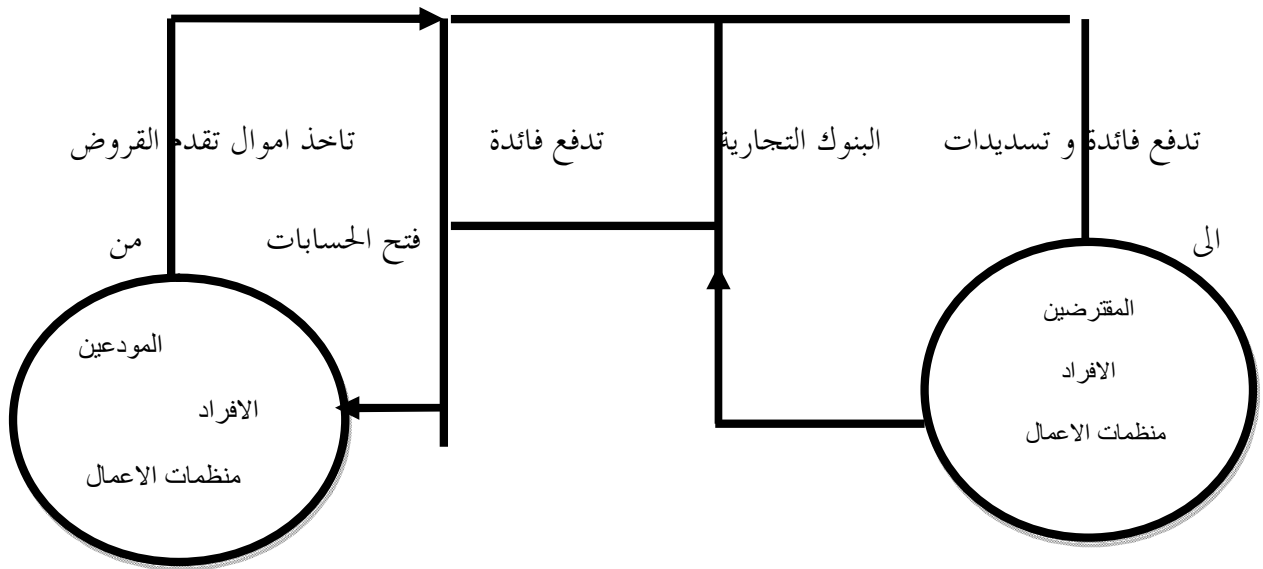 تدفع فائدة و تسديدات البنوك التجارية تدفع فائدة تاخذ اموال تقدم القروض
الى فتح الحسابات من
المقترضين
الافراد
منظمات الاعمال
المودعين
الافراد
منظمات الاعمال